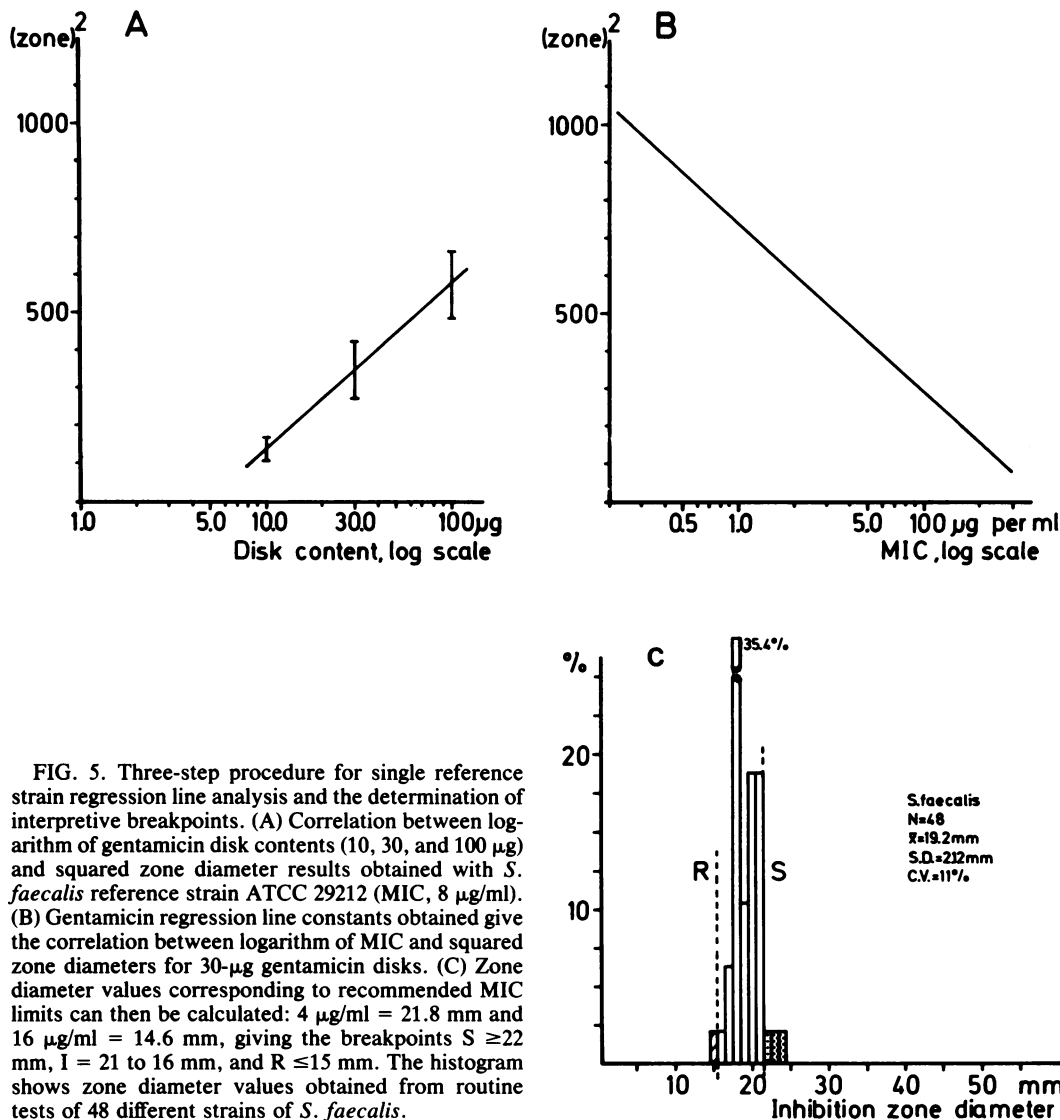 (zone)²
A
1000
500
1.0 5.0 10.0 30.0 100µg
Disk content, log scale
(zone)²
B
1000
500
0.5 1.0 5.0 100 µg per ml
MIC, log scale
FIG. 5. Three-step procedure for single reference
strain regression line analysis and the determination of
interpretive breakpoints. (A) Correlation between log-
arithm of gentamicin disk contents (10, 30, and 100 µg)
and squared zone diameter results obtained with S.
faecalis reference strain ATCC 29212 (MIC, 8 µg/ml).
(B) Gentamicin regression line constants obtained give
the correlation between logarithm of MIC and squared
zone diameters for 30-µg gentamicin disks. (C) Zone
diameter values corresponding to recommended MIC
limits can then be calculated: 4 µg/ml = 21.8 mm and
16 µg/ml = 14.6 mm, giving the breakpoints S ≥22
mm, I = 21 to 16 mm, and R ≤15 mm. The histogram
shows zone diameter values obtained from routine
tests of 48 different strains of S. faecalis.
%
C
35.4%
20
10
R
S
S.faecalis
N=48
x̄=19.2mm
S.D.=2.12mm
C.V.=11%
10 20 30 40 50 mm
Inhibition zone diameter